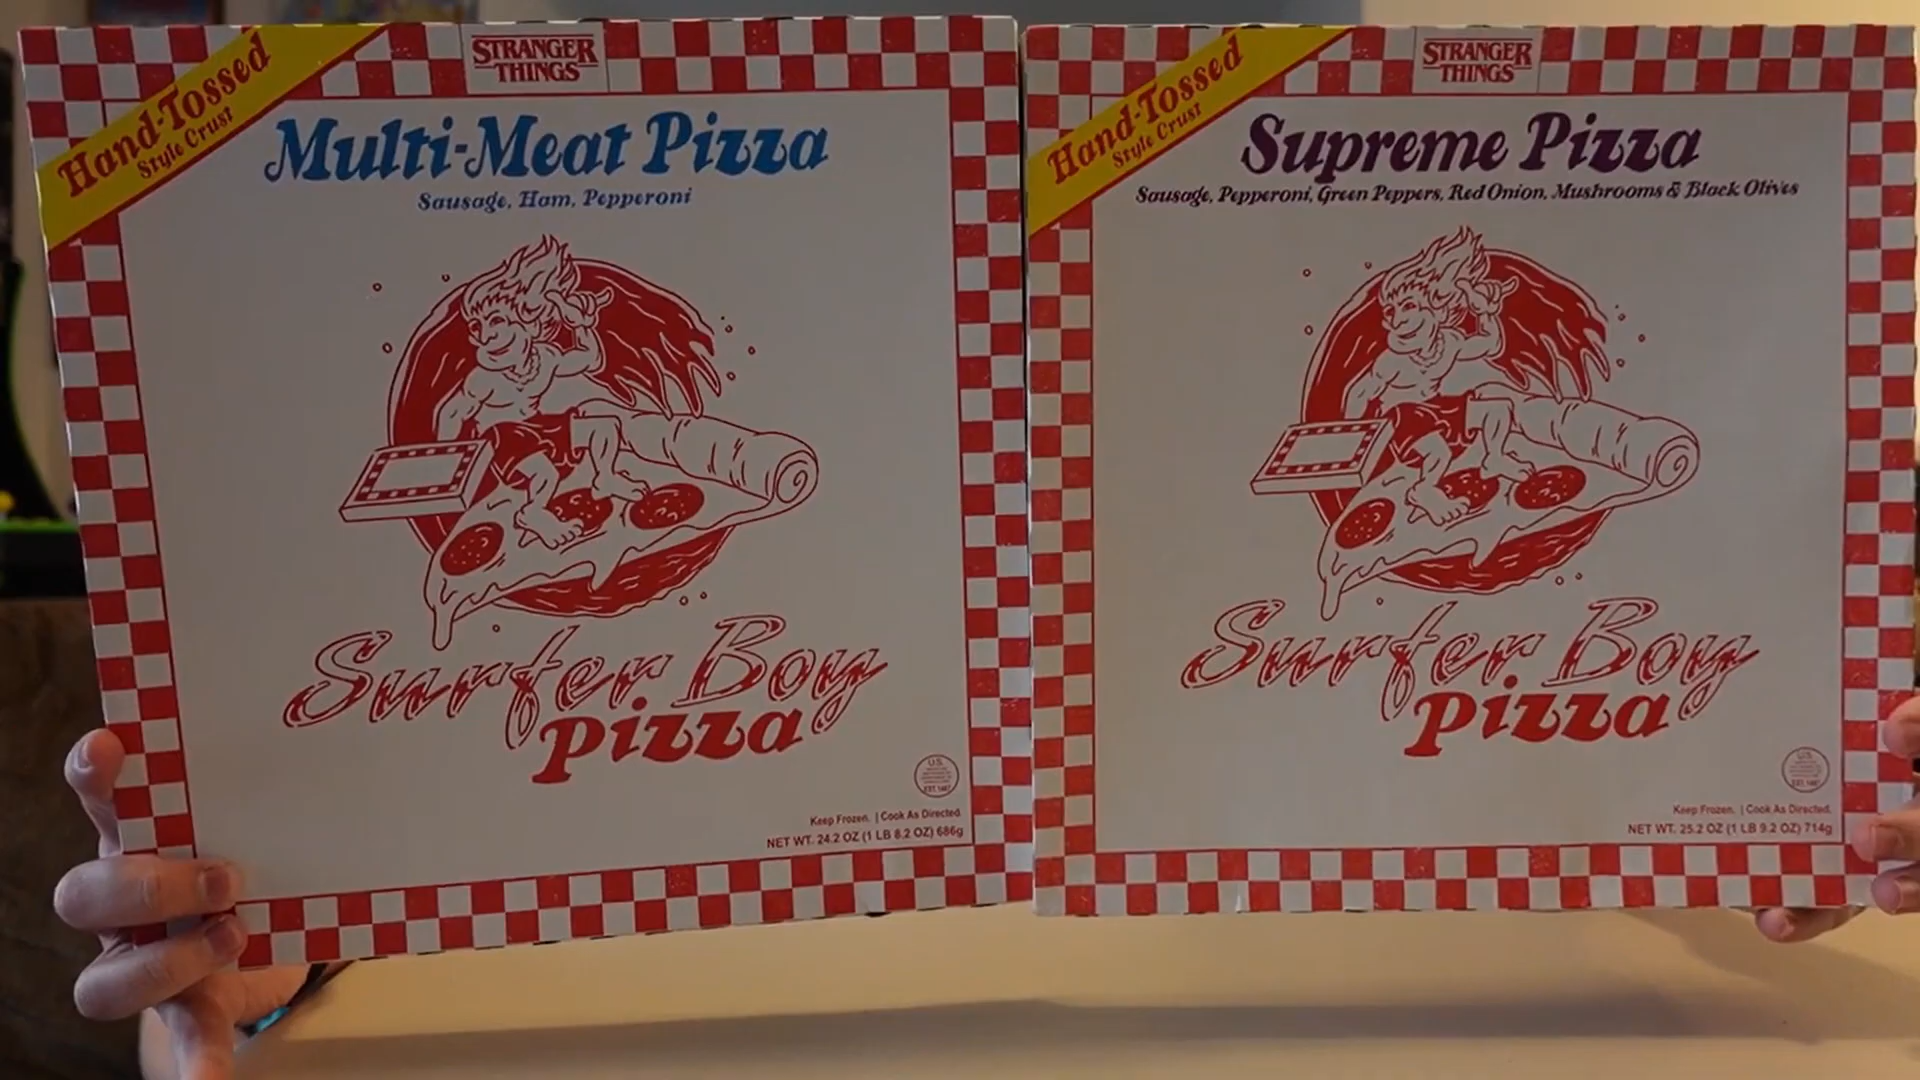 Hand-Tossed
Style Crust
STRANGER
THINGS
Multi-Meat Pizza
Sausage, Ham, Pepperoni
Surfer Boy
Pizza
U.S.
Keep Frozen. | Cook As Directed.
NET WT. 24.2 OZ (1 LB 8.2 OZ) 686g
Hand-Tossed
Style Crust
STRANGER
THINGS
Supreme Pizza
Sausage, Pepperoni, Green Peppers, Red Onion, Mushrooms & Black Olives
Surfer Boy
Pizza
U.S.
Keep Frozen. | Cook As Directed.
NET WT. 25.2 OZ (1 LB 9.2 OZ) 714g